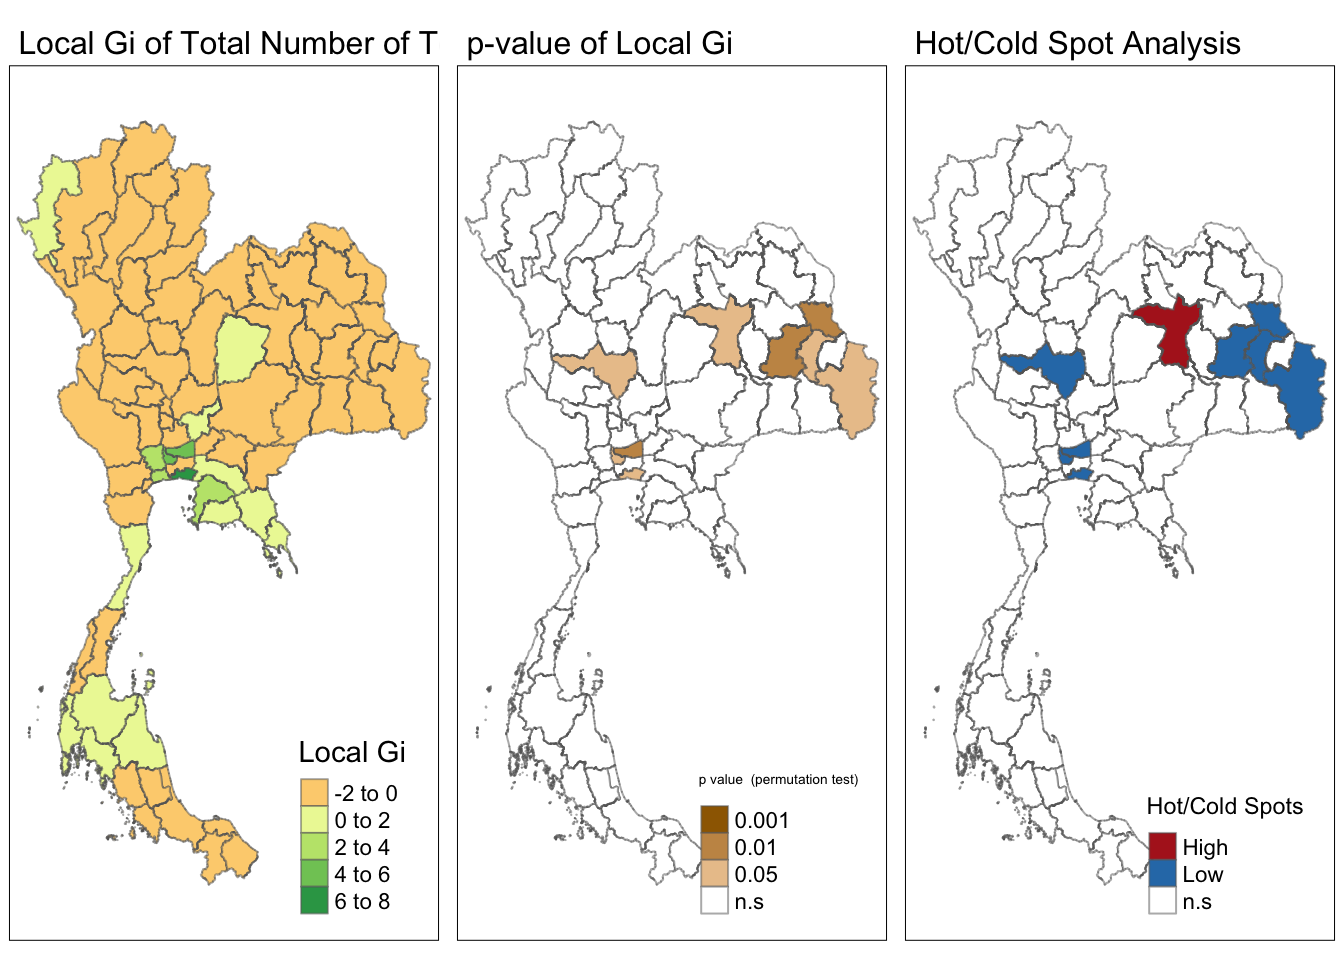 Local Gi of Total Number of T
p-value of Local Gi
Hot/Cold Spot Analysis
Local Gi
-2 to 0
0 to 2
2 to 4
4 to 6
6 to 8
p value (permutation test)
0.001
0.01
0.05
n.s
Hot/Cold Spots
High
Low
n.s